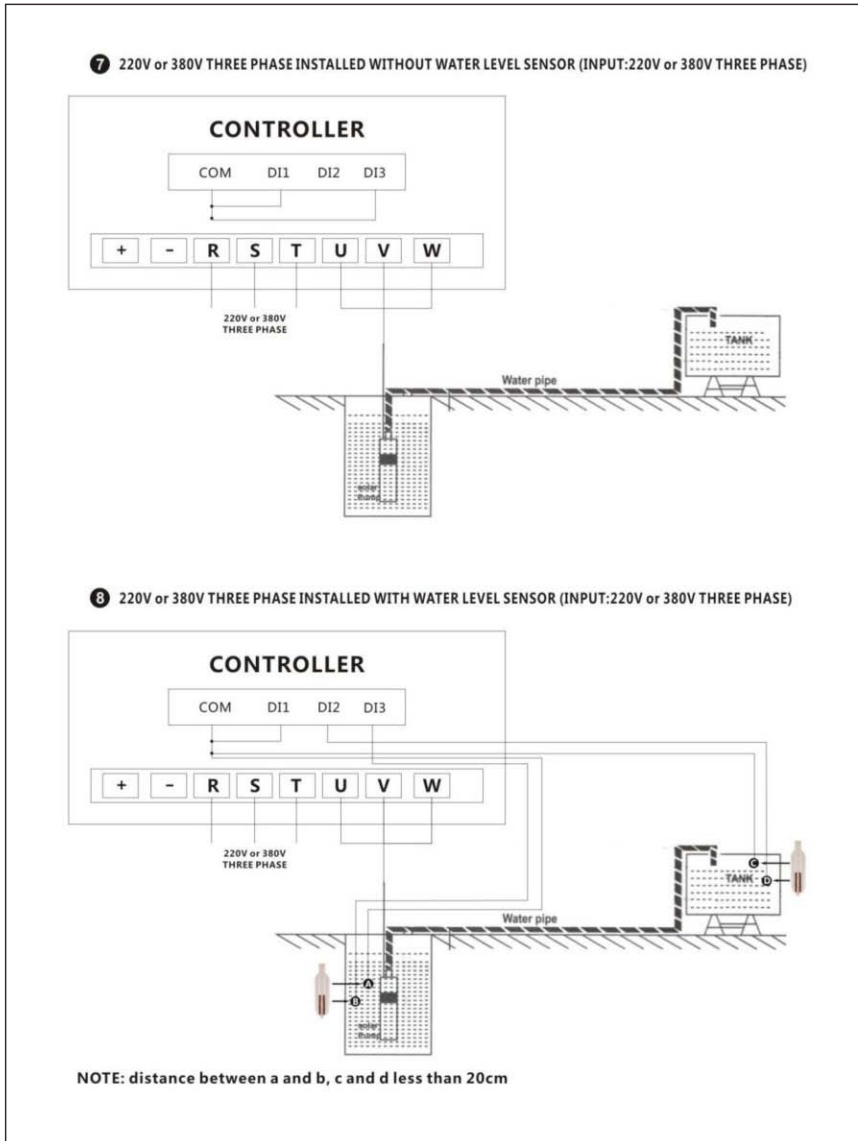 7 220V or 380V THREE PHASE INSTALLED WITHOUT WATER LEVEL SENSOR (INPUT:220V or 380V THREE PHASE)
CONTROLLER
COM DI1 DI2 DI3
+ - R S T U V W
220V or 380V
THREE PHASE
TANK
Water pipe
solar
8 220V or 380V THREE PHASE INSTALLED WITH WATER LEVEL SENSOR (INPUT:220V or 380V THREE PHASE)
CONTROLLER
COM DI1 DI2 DI3
+ - R S T U V W
220V or 380V
THREE PHASE
C
TANK D
Water pipe
A
B
solar
NOTE: distance between a and b, c and d less than 20cm